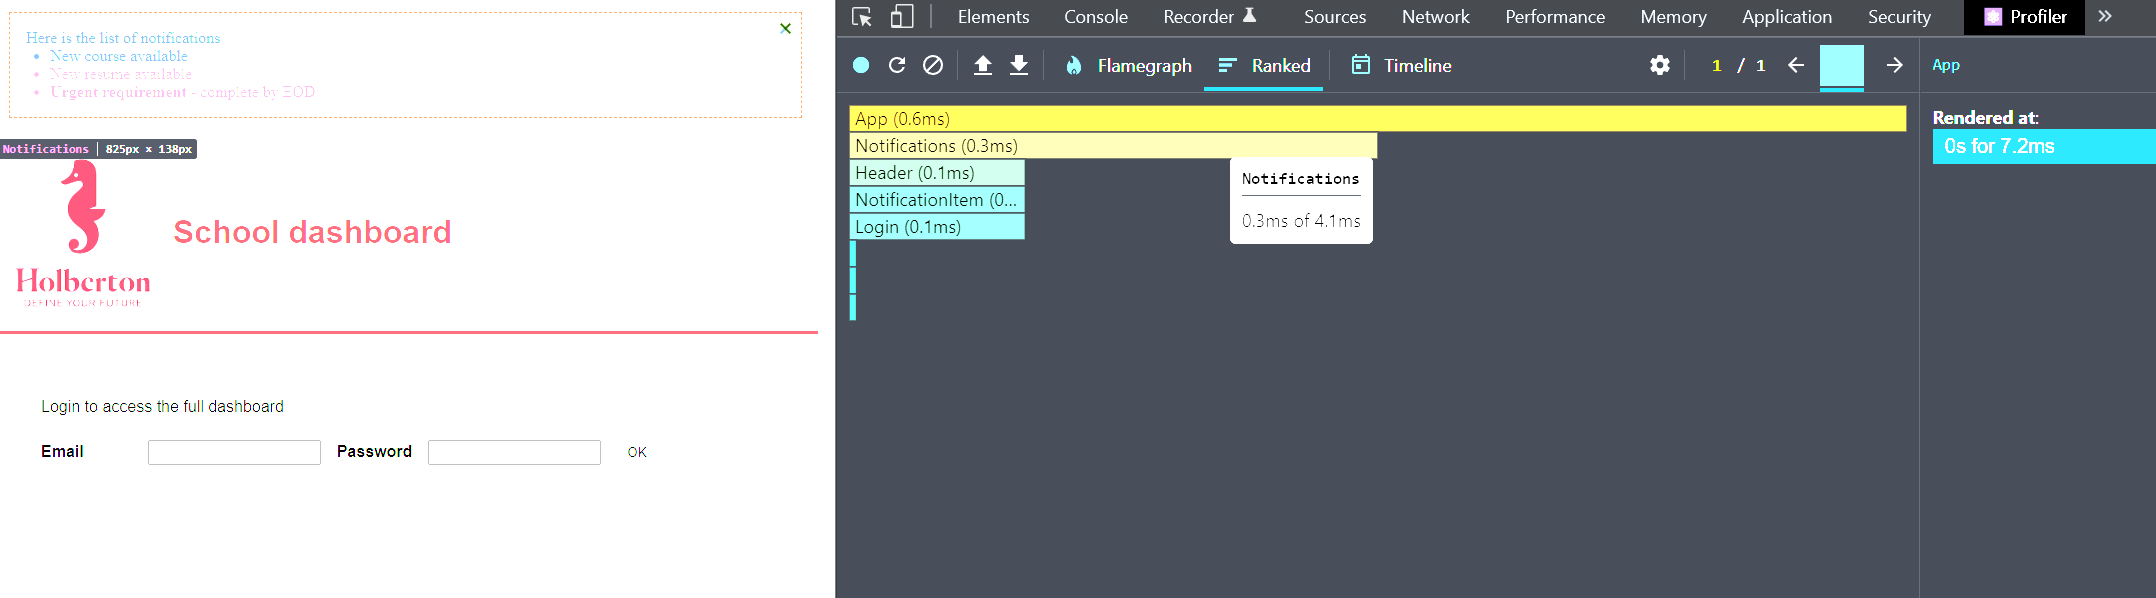 Here is the list of notifications
New course available
New resume available
Urgent requirement - complete by EOD
Notifications 825px × 138px
School dashboard
Holberton
DEFINE YOUR FUTURE
Login to access the full dashboard
Email Password OK
Elements Console Recorder Sources Network Performance Memory Application Security Profiler
Flamegraph Ranked Timeline 1 / 1 App
App (0.6ms)
Notifications (0.3ms)
Header (0.1ms)
NotificationItem (0...
Login (0.1ms)
Notifications
0.3ms of 4.1ms
Rendered at:
0s for 7.2ms